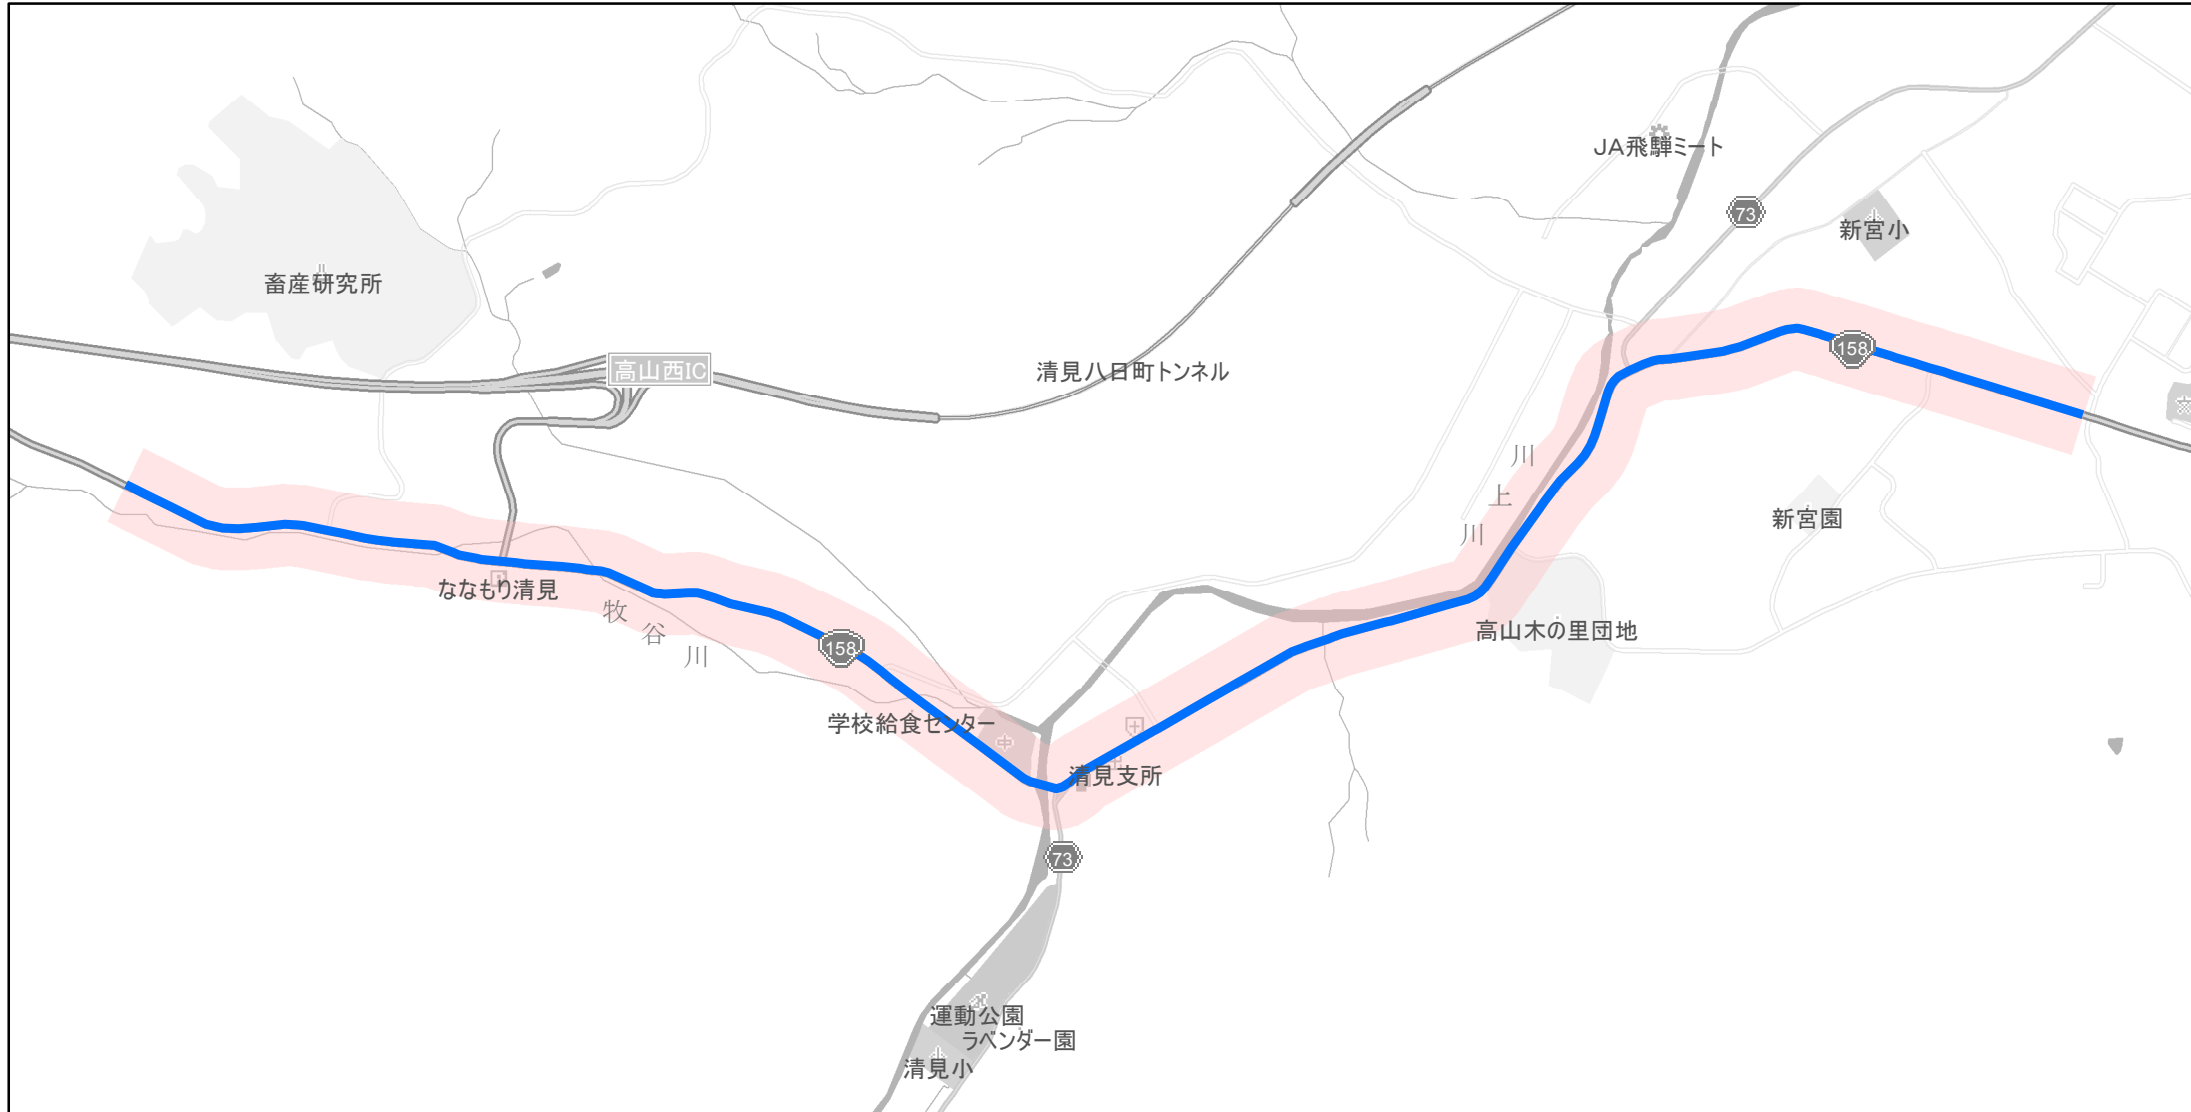 JA飛騨ミート
73
新宮小
畜産研究所
158
高山西IC
清見八日町トンネル
川上川
新宮園
ななもり清見
牧谷川
高山木の里団地
158
学校給食センター
中
清見支所
73
運動公園
ラベンダー園
清見小